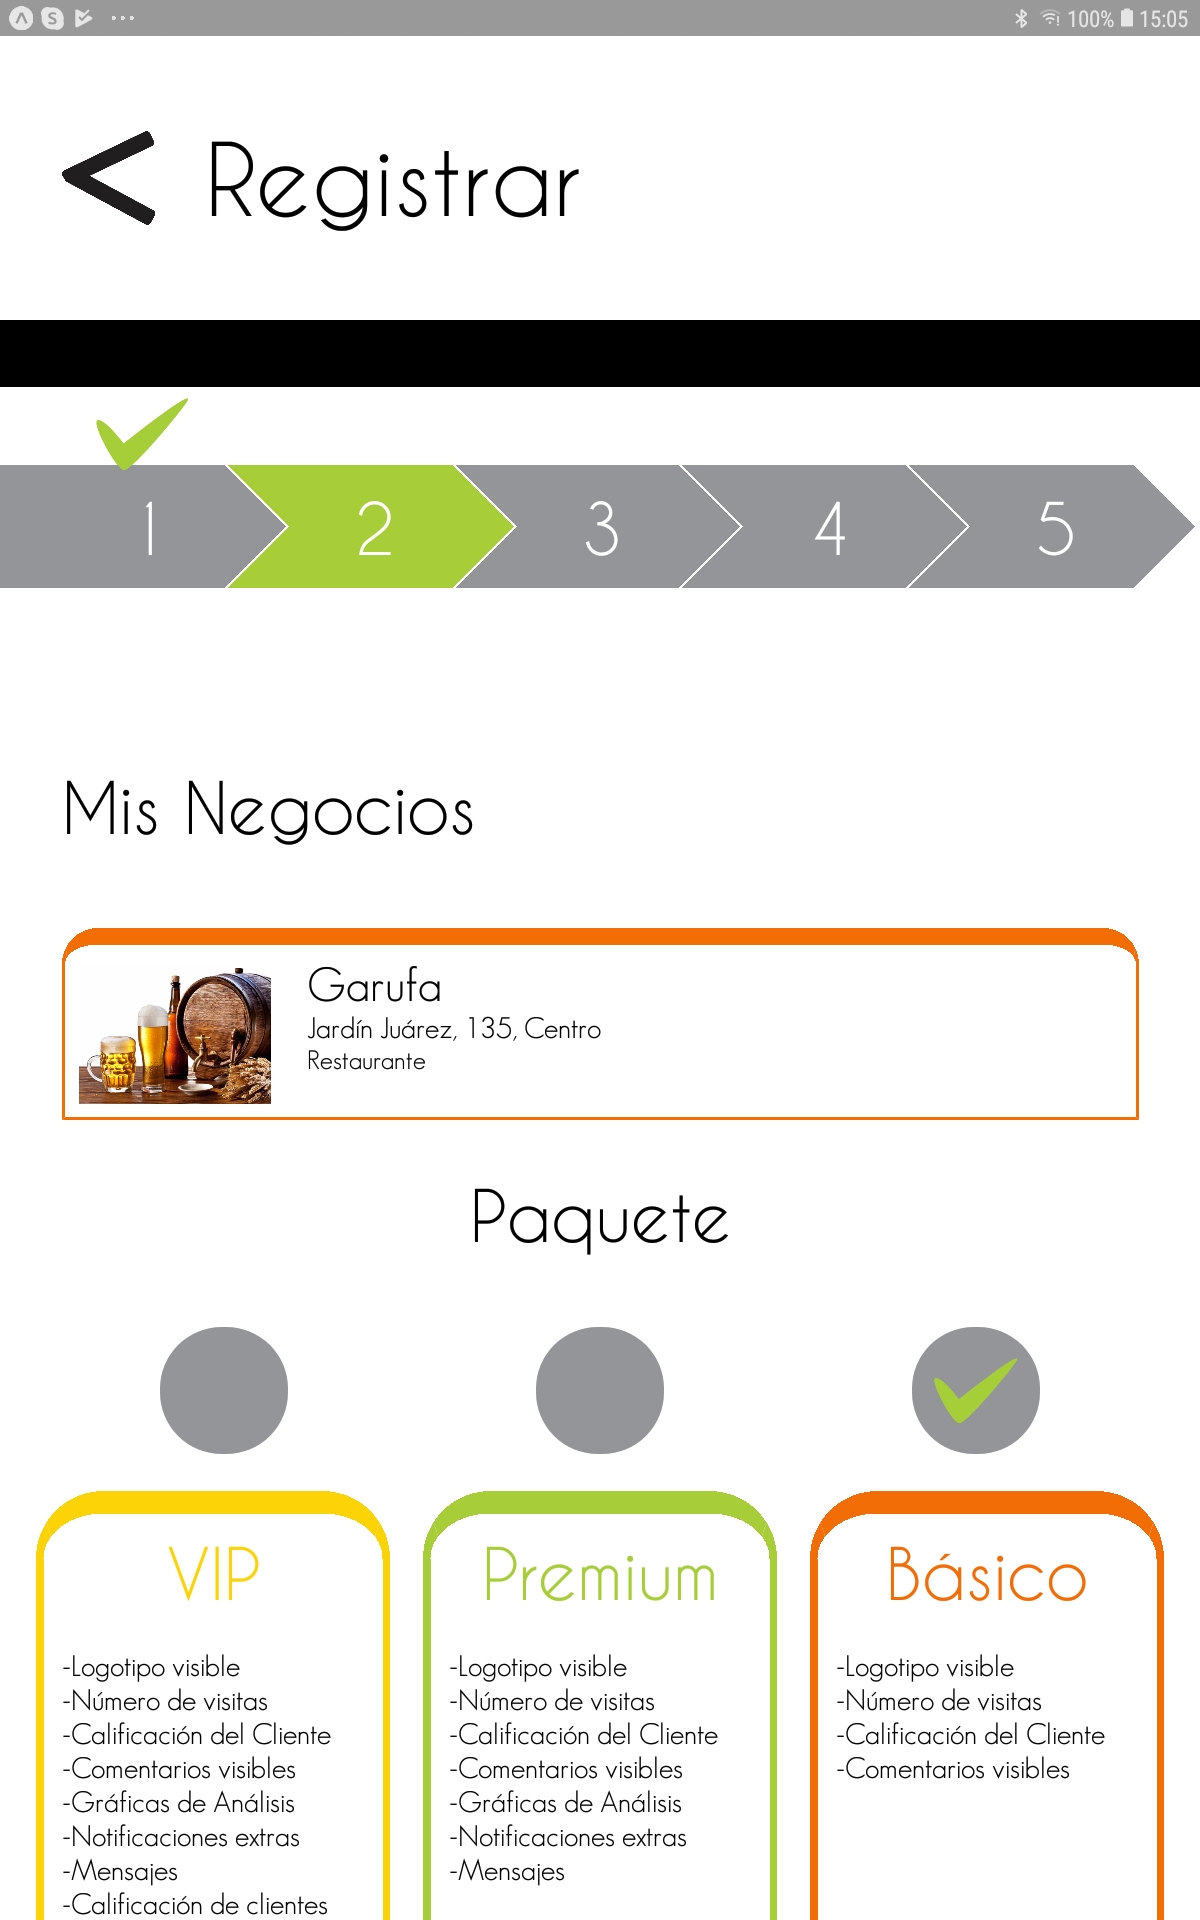 100% 15:05
Registrar
1 2 3 4 5
Mis Negocios
Garufa
Jardín Juárez, 135, Centro
Restaurante
Paquete
VIP
-Logotipo visible
-Número de visitas
-Calificación del Cliente
-Comentarios visibles
-Gráficas de Análisis
-Notificaciones extras
-Mensajes
-Calificación de clientes
Premium
-Logotipo visible
-Número de visitas
-Calificación del Cliente
-Comentarios visibles
-Gráficas de Análisis
-Notificaciones extras
-Mensajes
Básico
-Logotipo visible
-Número de visitas
-Calificación del Cliente
-Comentarios visibles